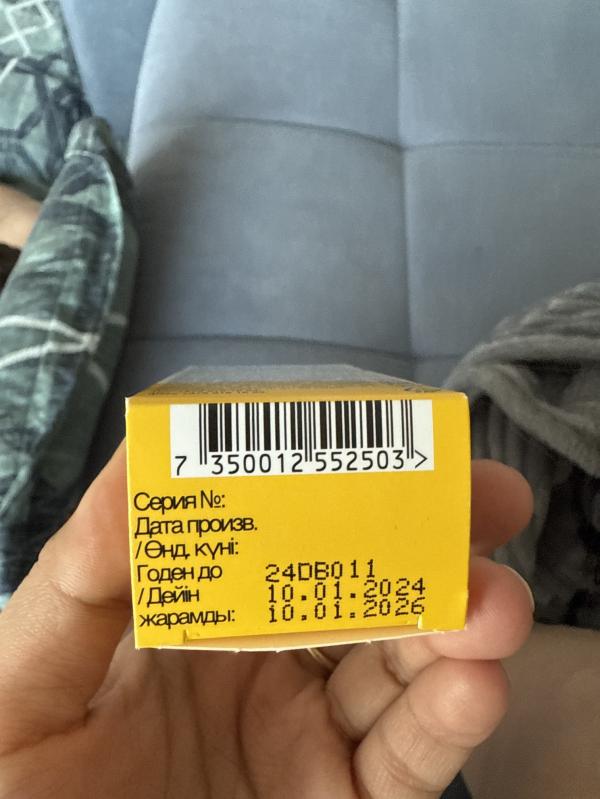 7 350012 552503 >
Серия №:
Дата произв.
/Өнд. күні:
Годен до
/Дейін
жарамды:
24DB011
10.01.2024
10.01.2026